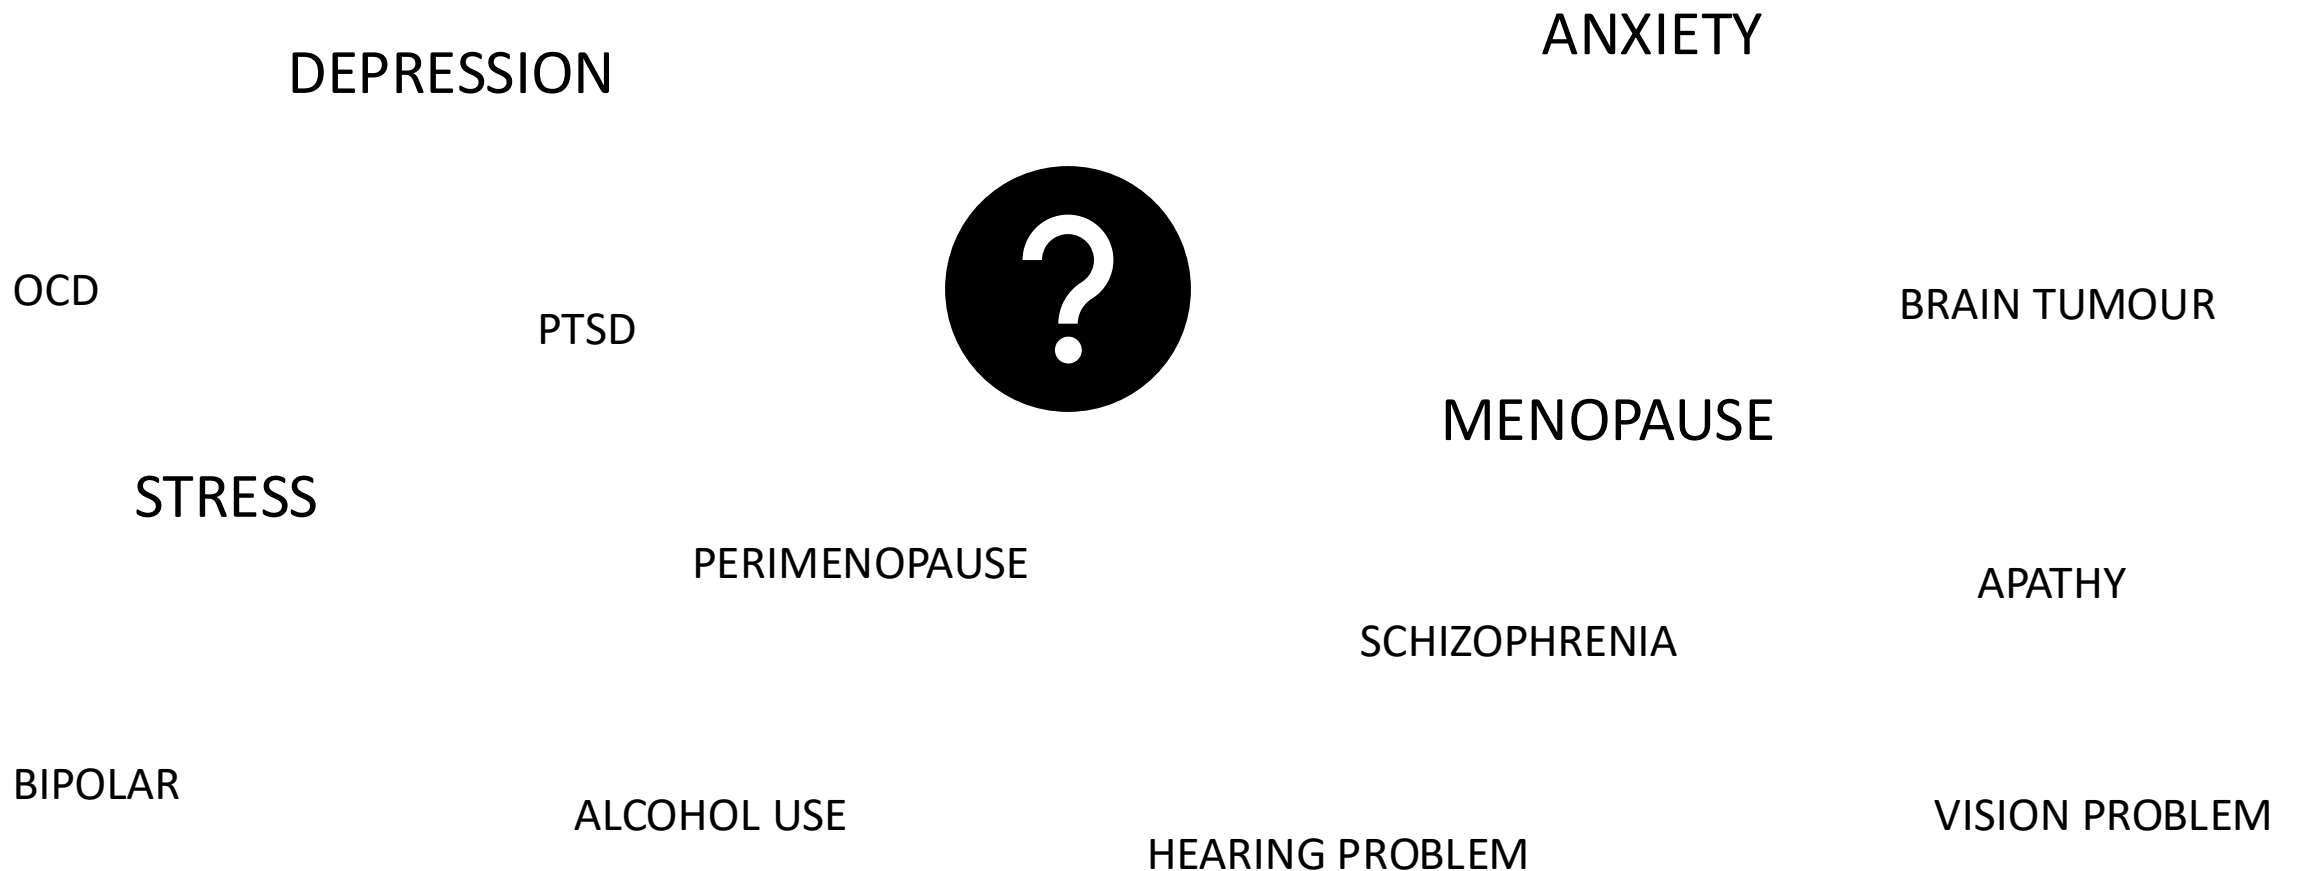 ANXIETY
DEPRESSION
?
OCD
BRAIN TUMOUR
PTSD
MENOPAUSE
STRESS
PERIMENOPAUSE
APATHY
SCHIZOPHRENIA
BIPOLAR
ALCOHOL USE
VISION PROBLEM
HEARING PROBLEM